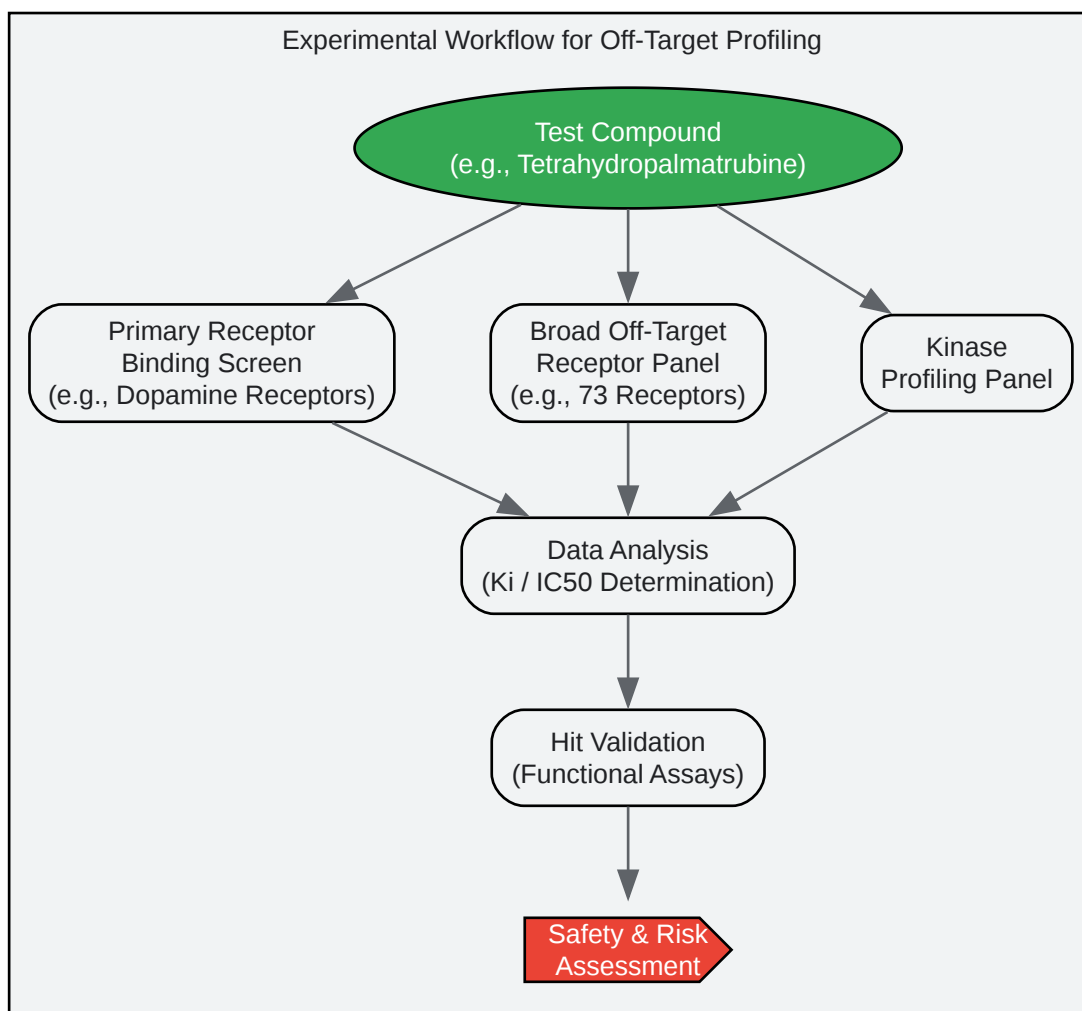 Experimental Workflow for Off-Target Profiling
Test Compound
(e.g., Tetrahydropalmatrubine)
Primary Receptor
Binding Screen
(e.g., Dopamine Receptors)
Broad Off-Target
Receptor Panel
(e.g., 73 Receptors)
Kinase
Profiling Panel
Data Analysis
(Ki / IC50 Determination)
Hit Validation
(Functional Assays)
Safety & Risk
Assessment